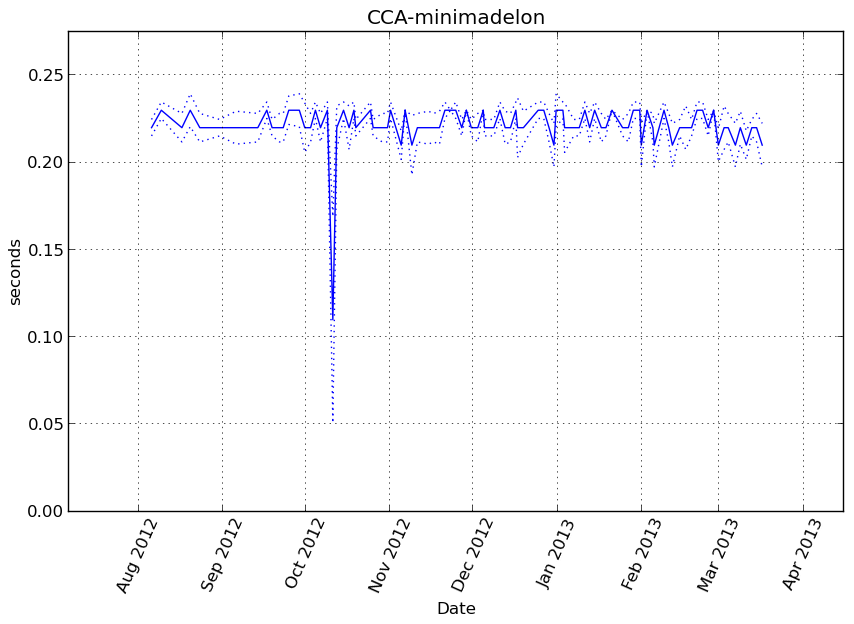 CCA-minimadelon
0.25
0.20
0.15
0.10
0.05
0.00
seconds
Aug 2012
Sep 2012
Oct 2012
Nov 2012
Dec 2012
Jan 2013
Feb 2013
Mar 2013
Apr 2013
Date